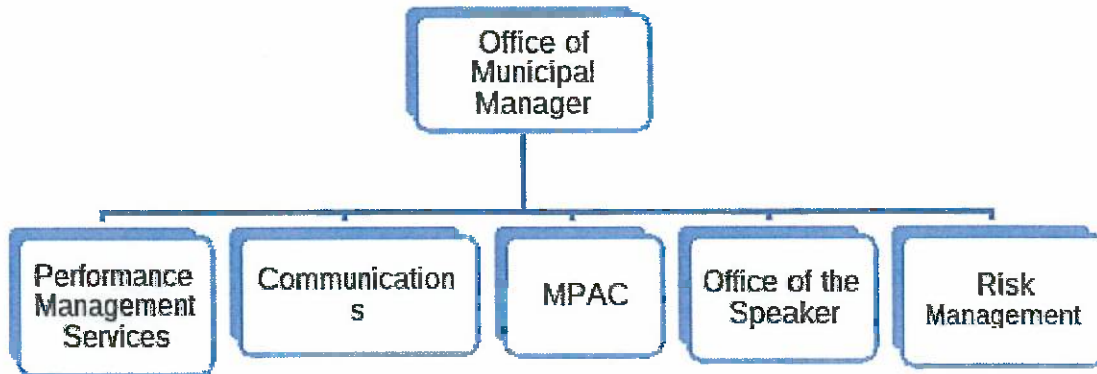 Office of
Municipal
Manager
Performance
Management
Services
Communication
s
MPAC
Office of the
Speaker
Risk
Management